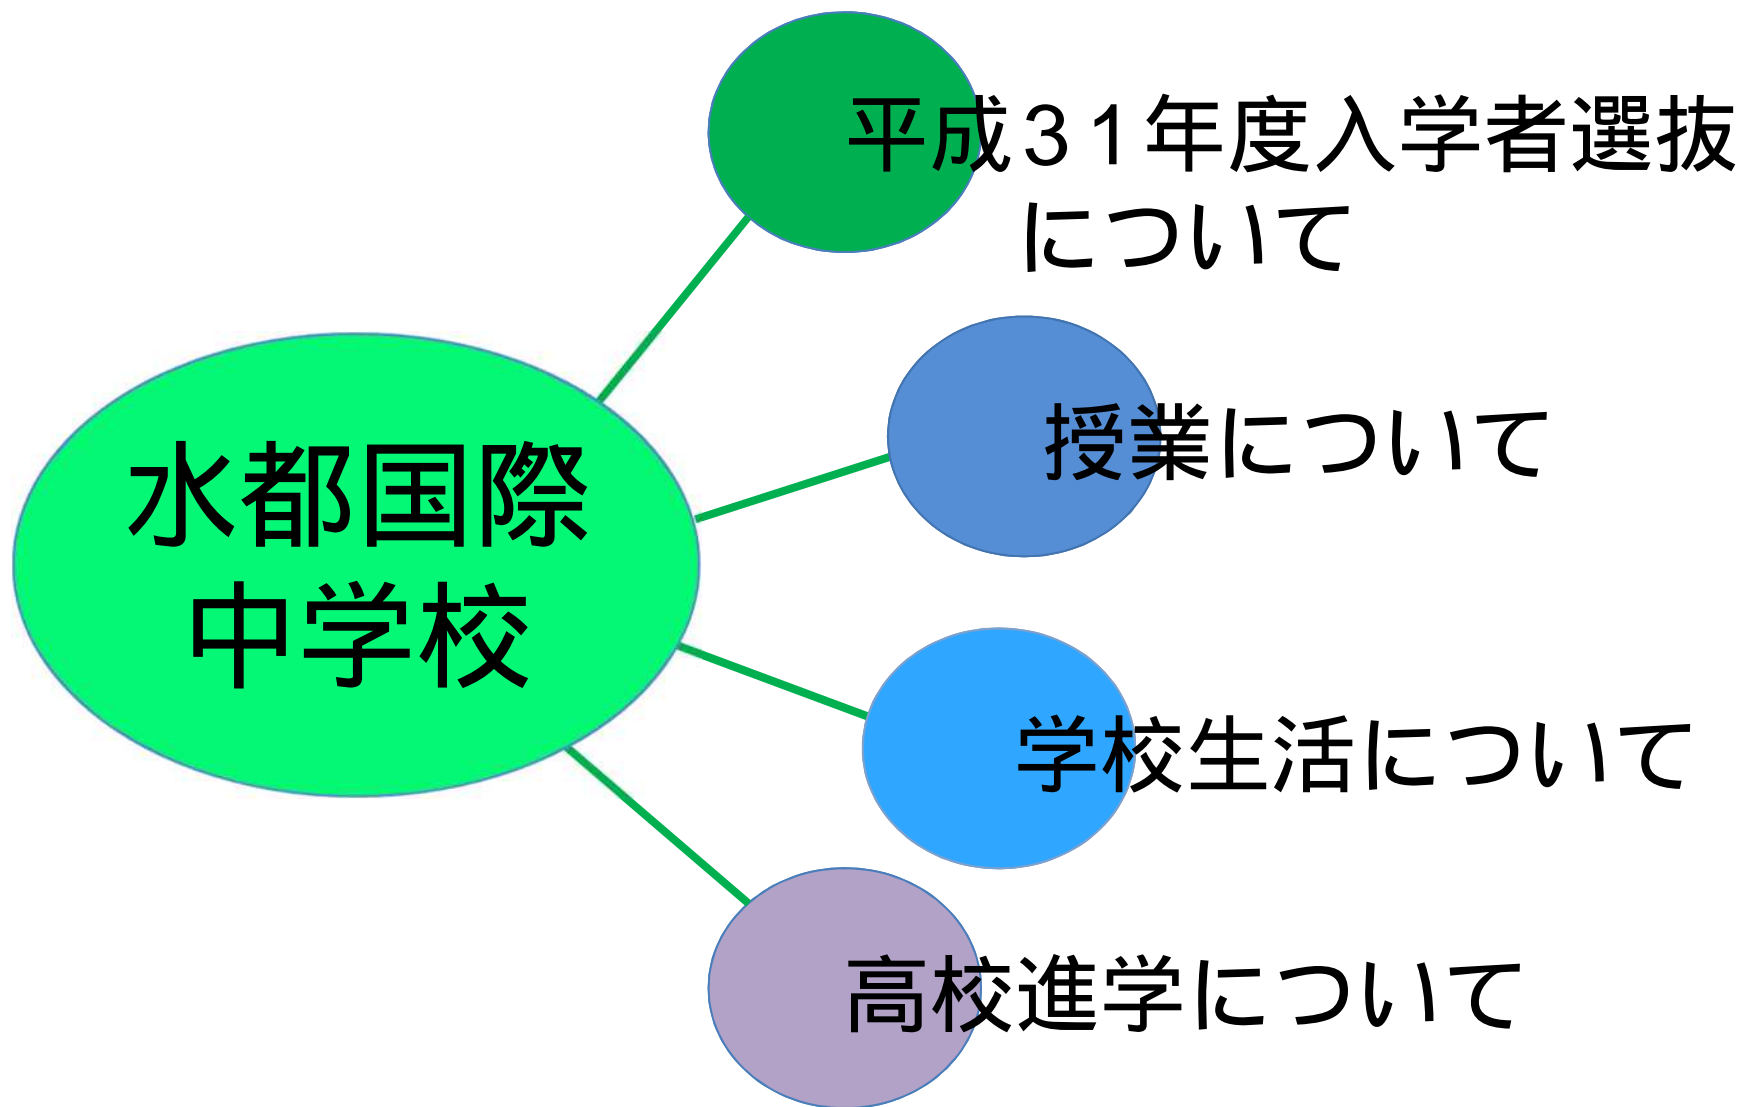 水都国際
中学校
平成３１年度入学者選抜
について
授業について
学校生活について
高校進学について